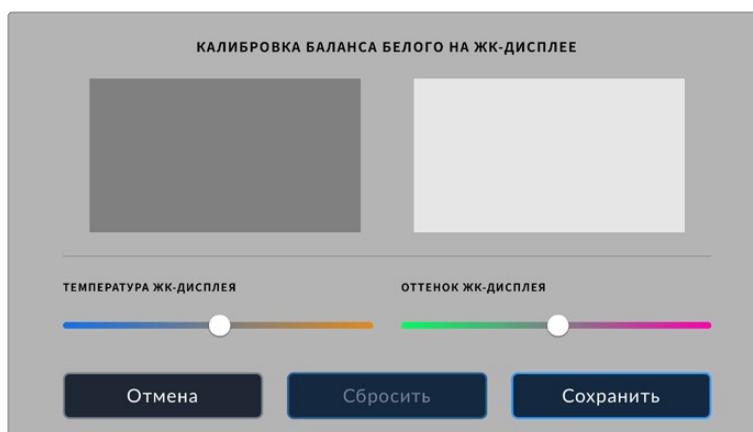 КАЛИБРОВКА БАЛАНСА БЕЛОГО НА ЖК-ДИСПЛЕЕ
ТЕМПЕРАТУРА ЖК-ДИСПЛЕЯ
ОТТЕНОК ЖК-ДИСПЛЕЯ
Отмена
Сбросить
Сохранить